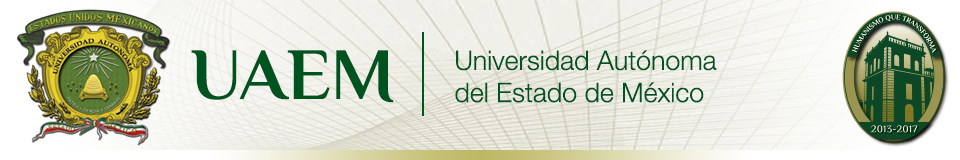 ESTADOS UNIDOS MEXICANOS
UNIVERSIDAD AUTÓNOMA
UAEM
Universidad Autónoma
del Estado de México
HUMANISMO QUE TRANSFORMA
2013-2017